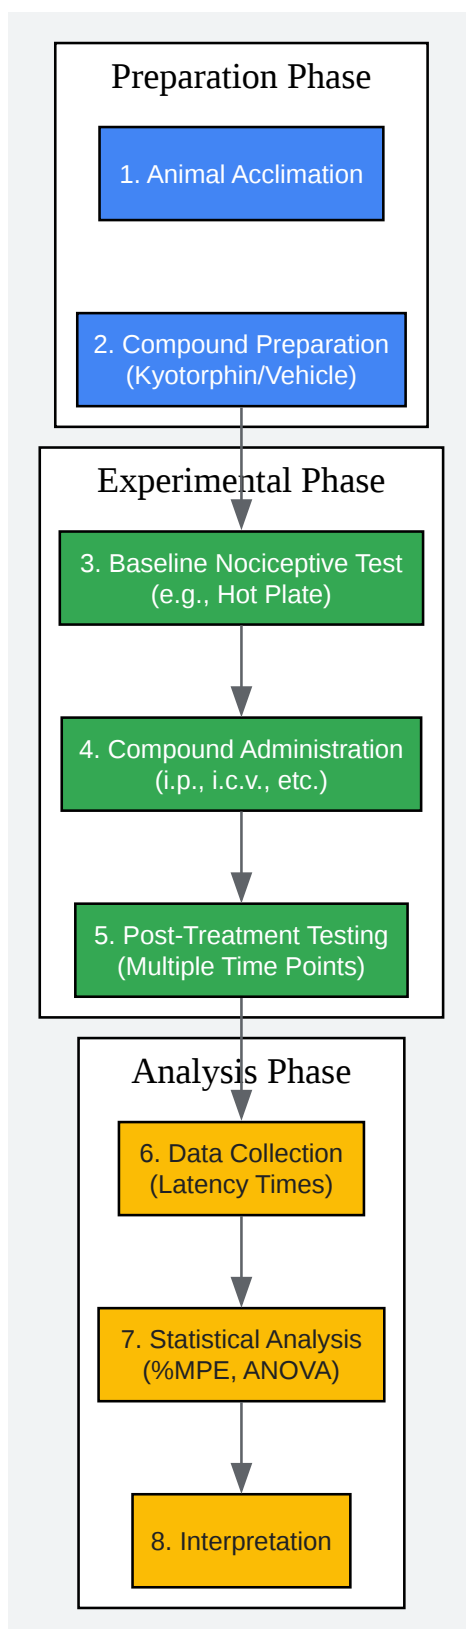 Preparation Phase
1. Animal Acclimation
2. Compound Preparation
(Kyotorphin/Vehicle)
Experimental Phase
3. Baseline Nociceptive Test
(e.g., Hot Plate)
4. Compound Administration
(i.p., i.c.v., etc.)
5. Post-Treatment Testing
(Multiple Time Points)
Analysis Phase
6. Data Collection
(Latency Times)
7. Statistical Analysis
(%MPE, ANOVA)
8. Interpretation